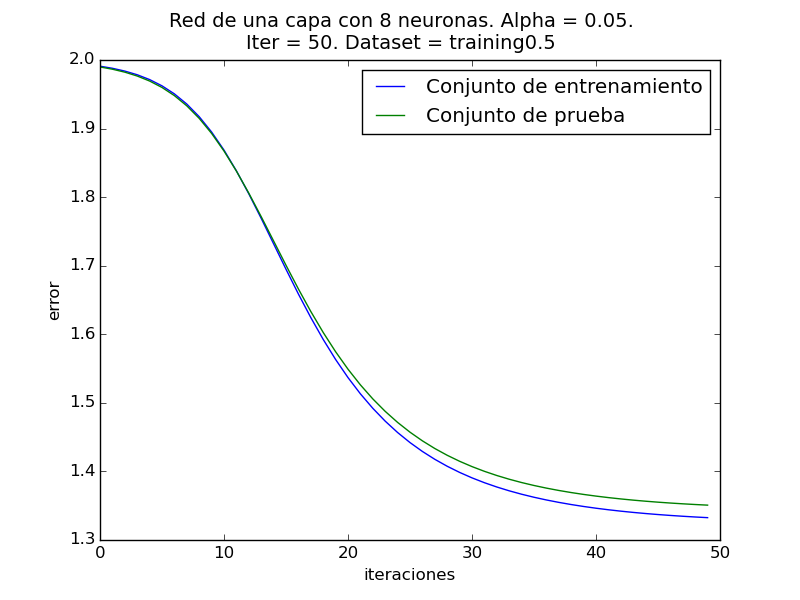 Red de una capa con 8 neuronas. Alpha = 0.05.
Iter = 50. Dataset = training0.5
Conjunto de entrenamiento
Conjunto de prueba
error
2.0
1.9
1.8
1.7
1.6
1.5
1.4
1.3
0 10 20 30 40 50
iteraciones